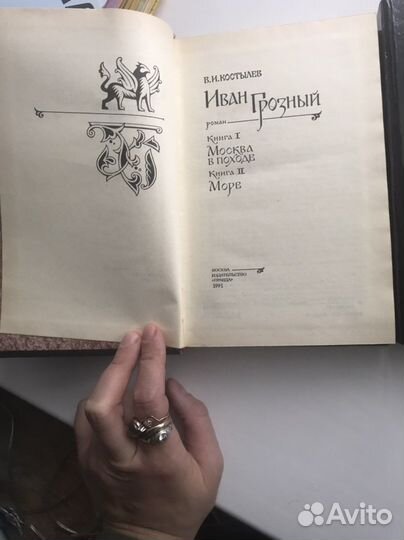 В.И.КОСТЫЛЕВ
ИВАН ГРОЗНЫЙ
роман
Книга I
МОСКВА
В ПОХОДЕ
Книга II
МОРЕ
МОСКВА
ИЗДАТЕЛЬСТВО
«ПРАВДА»
1991
Avito